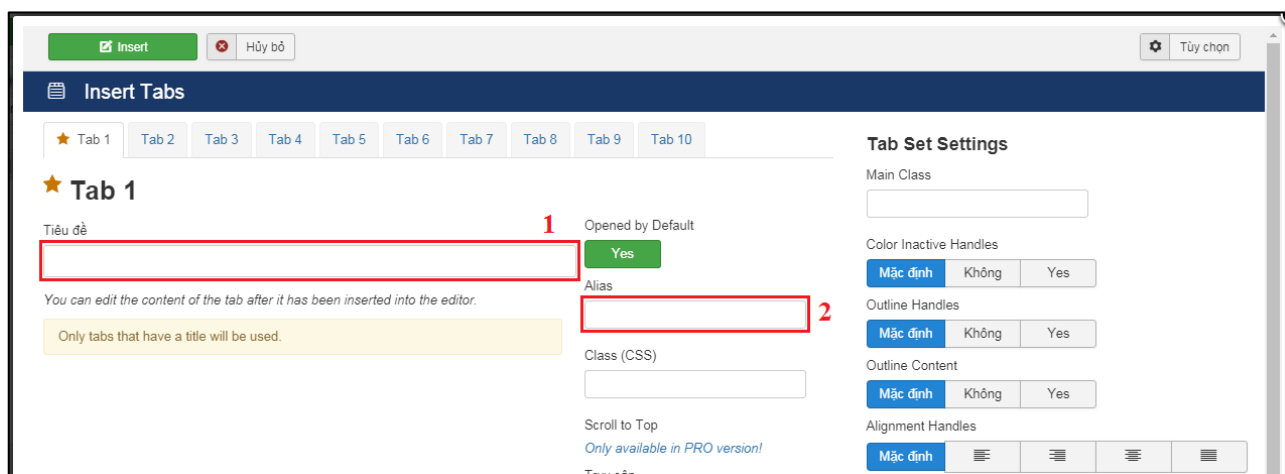 Insert
Hủy bỏ
Tùy chọn
Insert Tabs
Tab 1 Tab 2 Tab 3 Tab 4 Tab 5 Tab 6 Tab 7 Tab 8 Tab 9 Tab 10
Tab 1
Tiêu đề
1
You can edit the content of the tab after it has been inserted into the editor.
Only tabs that have a title will be used.
Opened by Default
Yes
Alias
2
Class (CSS)
Scroll to Top
Only available in PRO version!
Tab Set Settings
Main Class
Color Inactive Handles
Mặc định Không Yes
Outline Handles
Mặc định Không Yes
Outline Content
Mặc định Không Yes
Alignment Handles
Mặc định